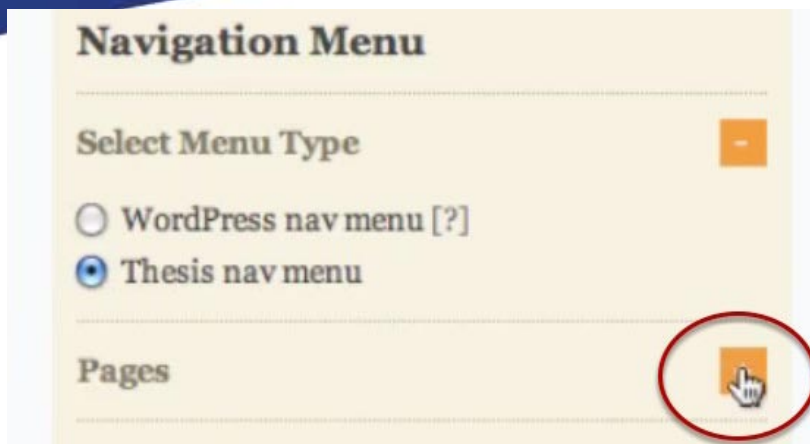 Navigation Menu
Select Menu Type
-
WordPress nav menu [?]
Thesis nav menu
Pages